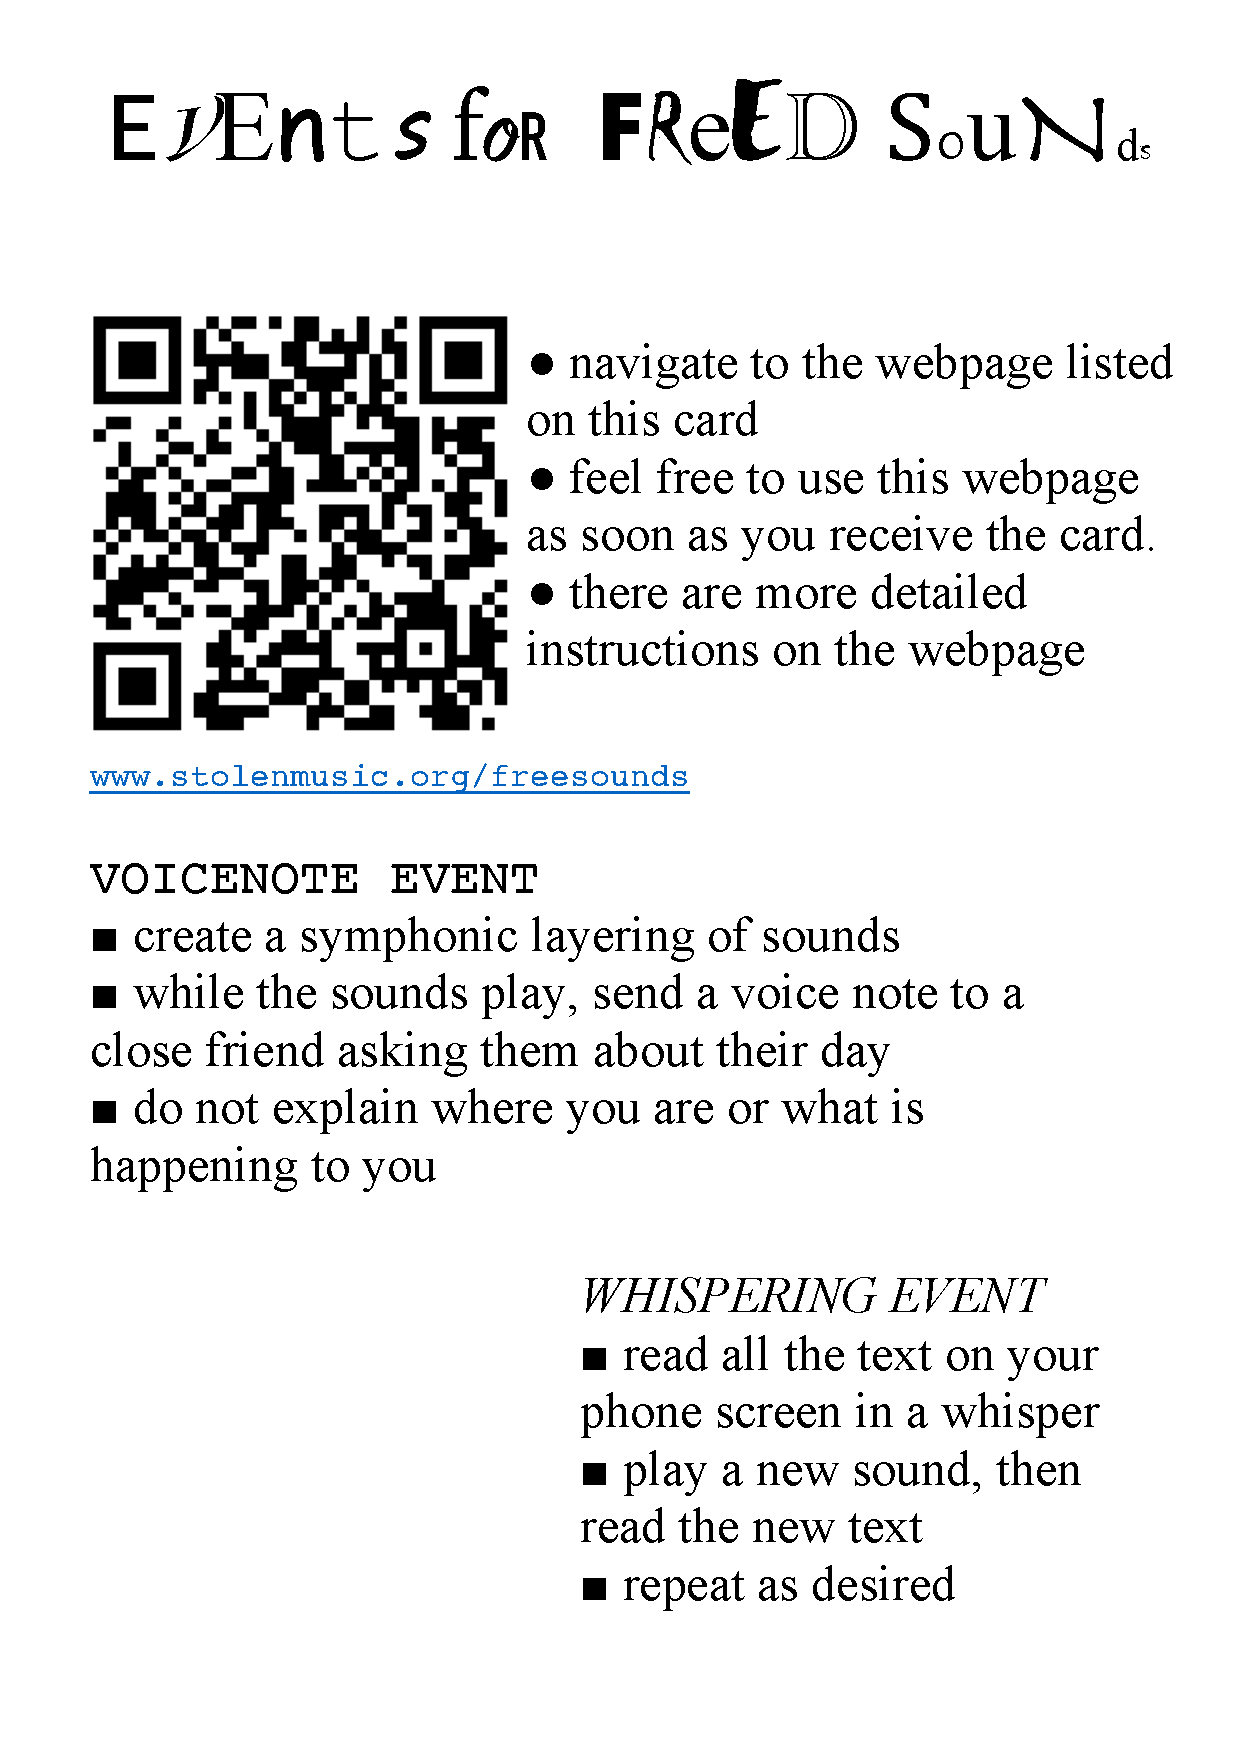 EVEntS foR FReED SouNds
● navigate to the webpage listed
on this card
● feel free to use this webpage
as soon as you receive the card.
● there are more detailed
instructions on the webpage
www.stolenmusic.org/freesounds
VOICENOTE EVENT
■ create a symphonic layering of sounds
■ while the sounds play, send a voice note to a
close friend asking them about their day
■ do not explain where you are or what is
happening to you
WHISPERING EVENT
■ read all the text on your
phone screen in a whisper
■ play a new sound, then
read the new text
■ repeat as desired